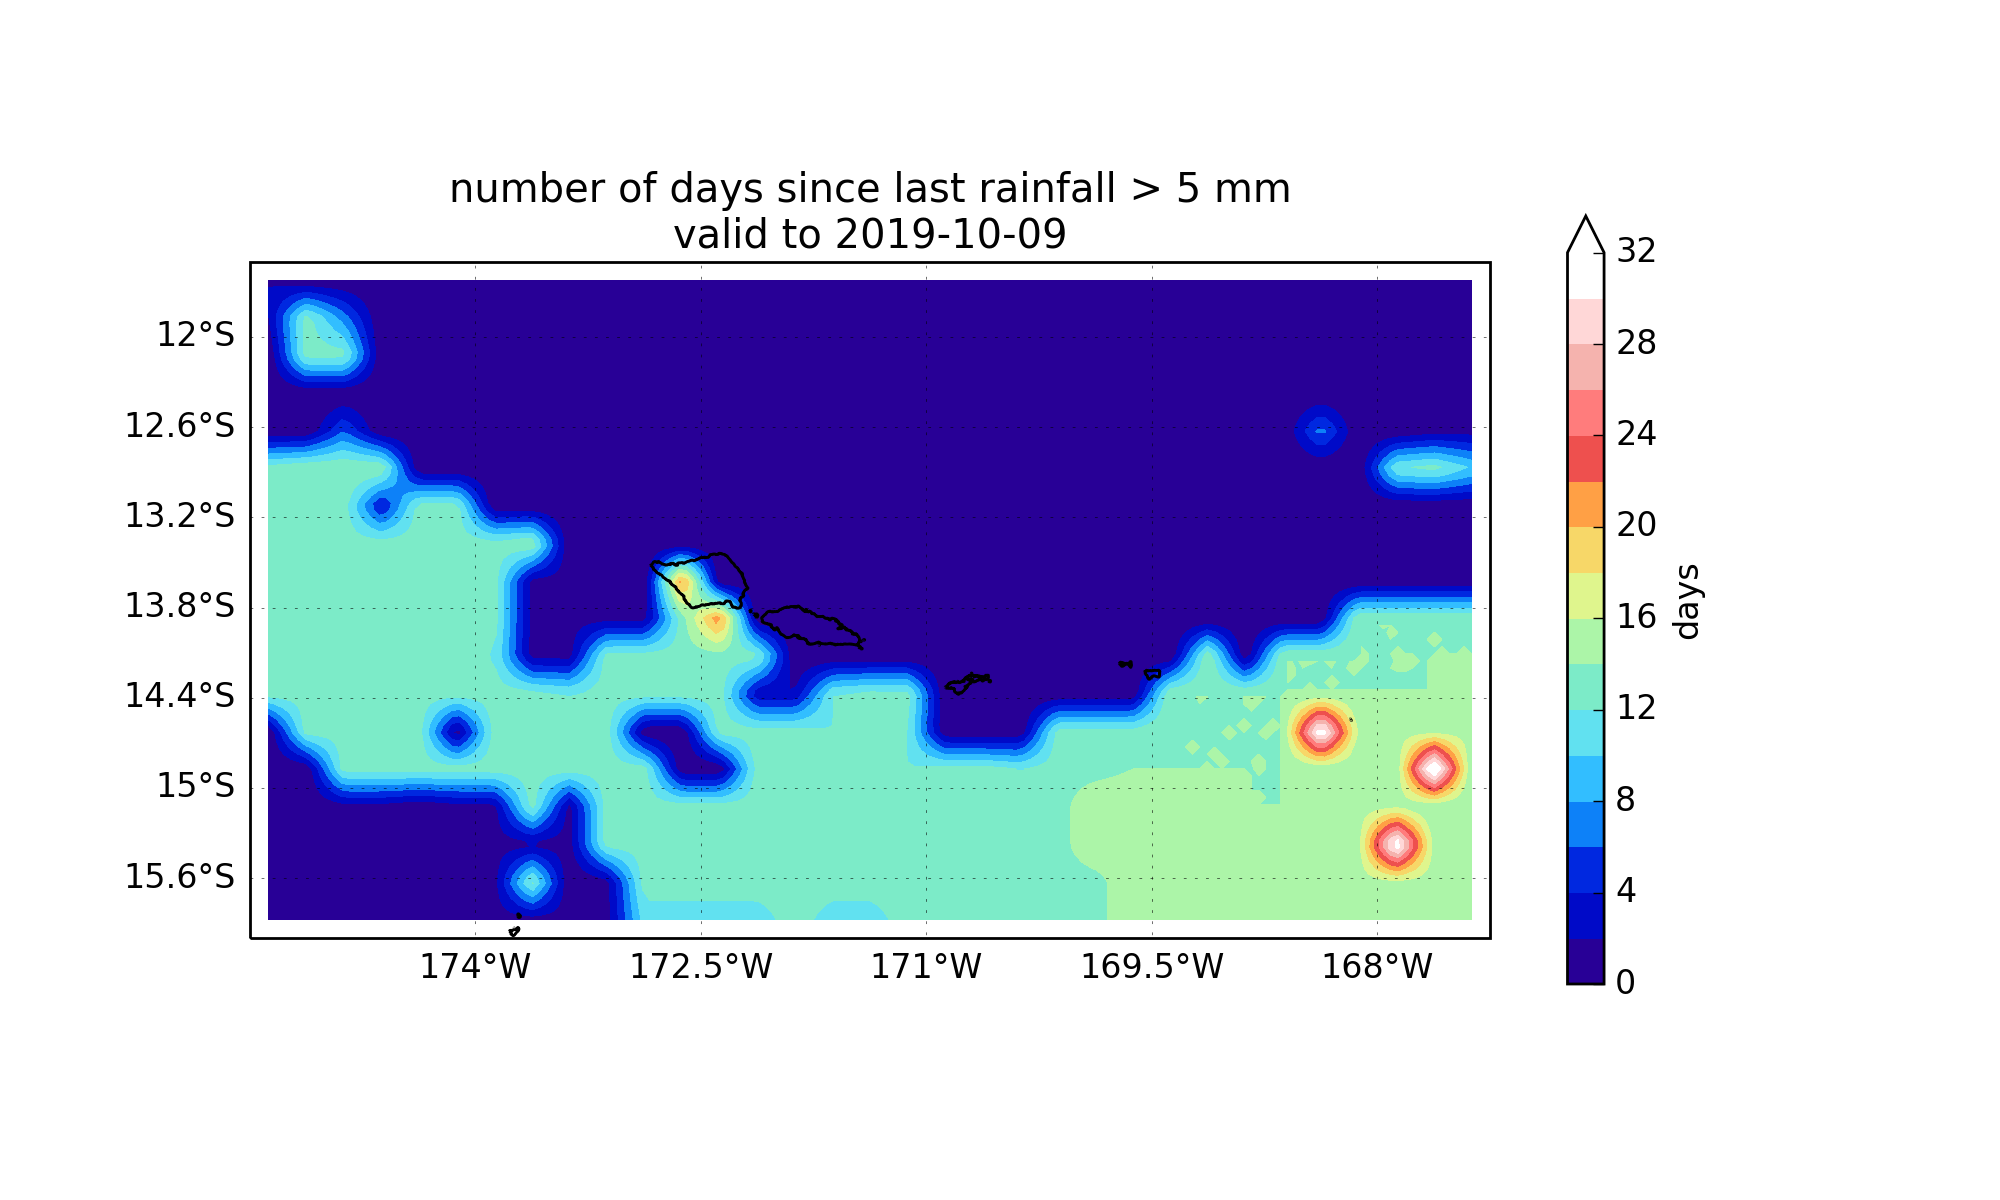 number of days since last rainfall > 5 mm
valid to 2019-10-09
12°S
12.6°S
13.2°S
13.8°S
14.4°S
15°S
15.6°S
174°W
172.5°W
171°W
169.5°W
168°W
32
28
24
20
16
12
8
4
0
days